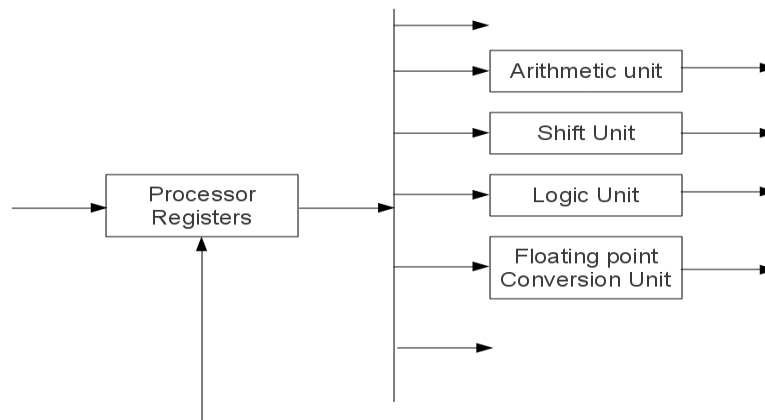 Arithmetic unit
Shift Unit
Processor
Registers
Logic Unit
Floating point
Conversion Unit